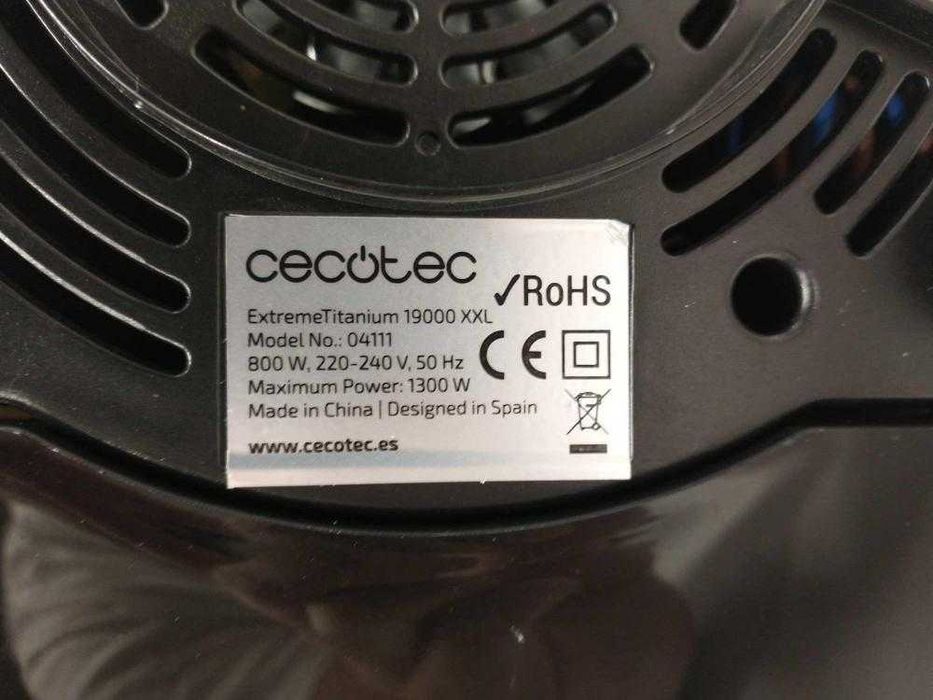 cecotec
✓RoHS
ExtremeTitanium 19000 XXL
Model No.: 04111
800 W, 220-240 V, 50 Hz
CE
Maximum Power: 1300 W
Made in China | Designed in Spain
www.cecotec.es